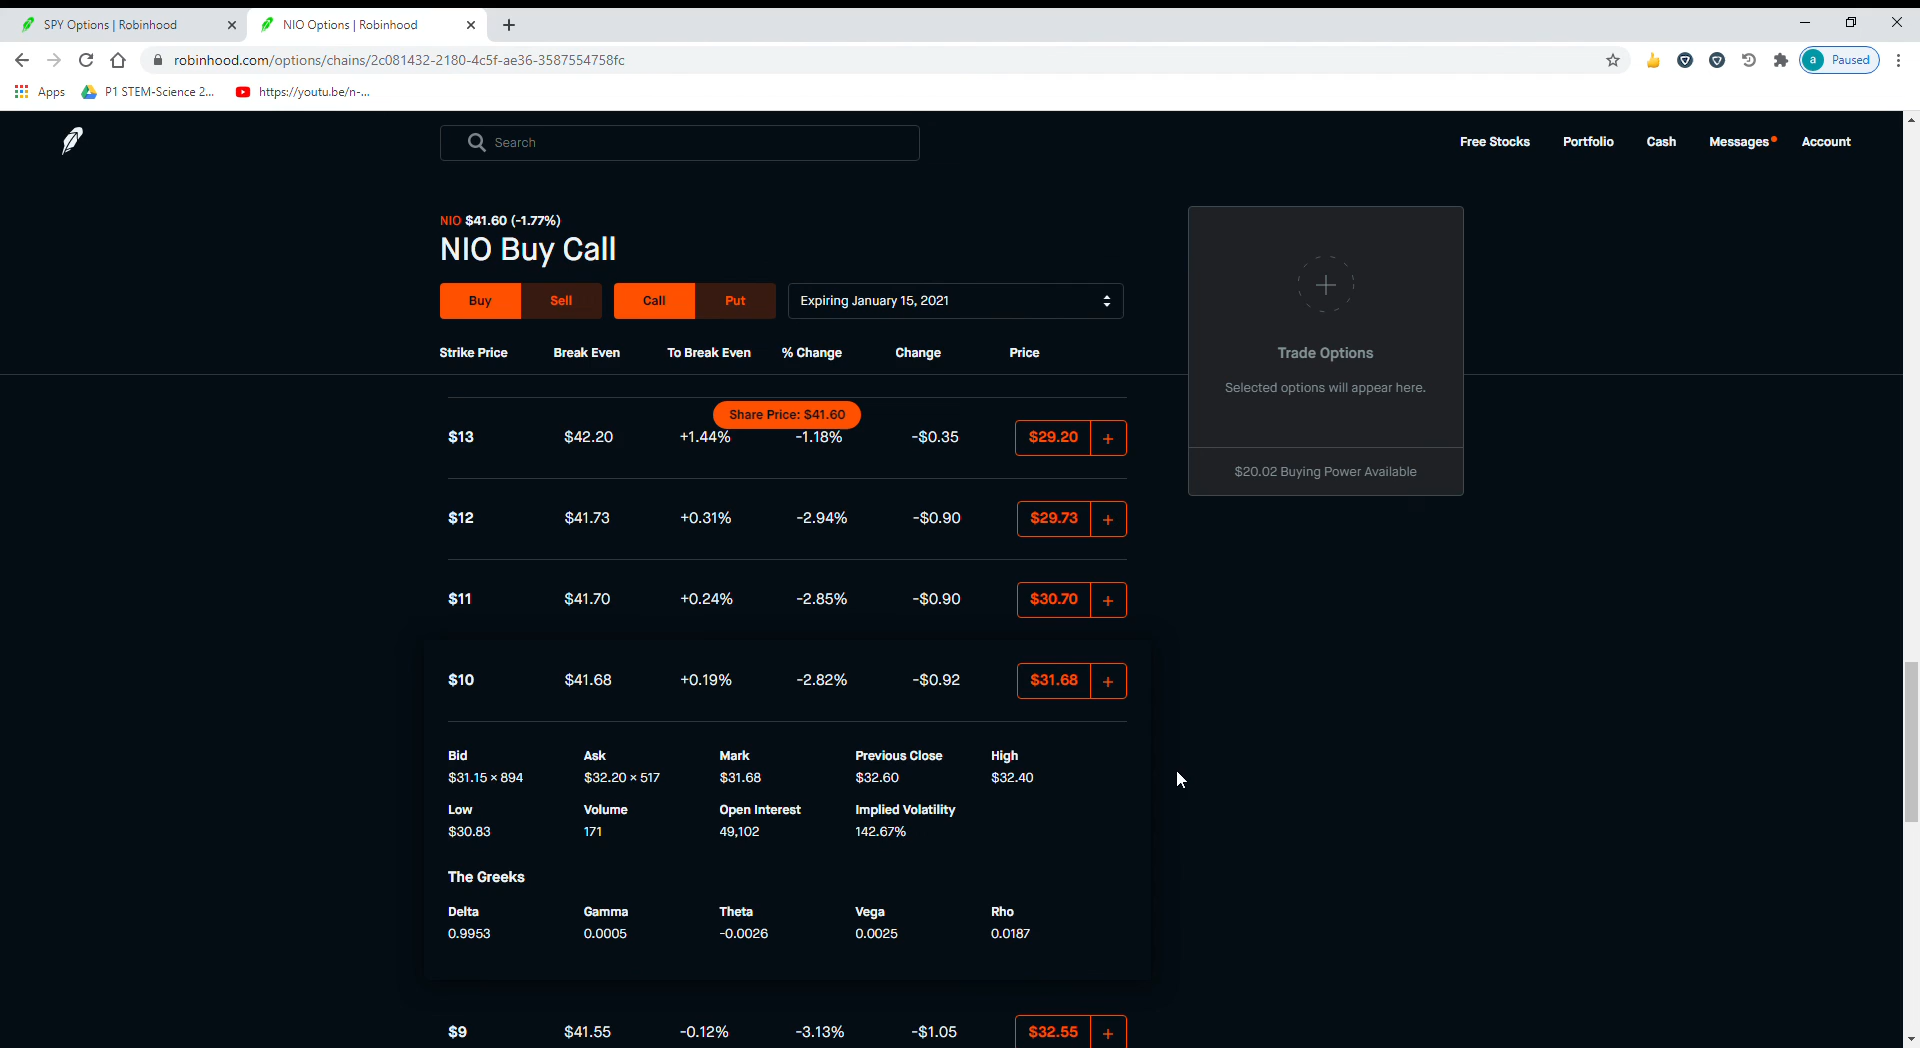 SPY Options | Robinhood
NIO Options | Robinhood
robinhood.com/options/chains/2c081432-2180-4c5f-ae36-3587554758fc
a Paused
Apps
P1 STEM-Science 2...
https://youtu.be/n-...
Search
Free Stocks Portfolio Cash Messages Account
NIO $41.60 (-1.77%)
NIO Buy Call
Buy Sell Call Put Expiring January 15, 2021
Strike Price Break Even To Break Even % Change Change Price
Share Price: $41.60
$13 $42.20 +1.44% -1.18% -$0.35 $29.20 +
$12 $41.73 +0.31% -2.94% -$0.90 $29.73 +
$11 $41.70 +0.24% -2.85% -$0.90 $30.70 +
$10 $41.68 +0.19% -2.82% -$0.92 $31.68 +
Bid Ask Mark Previous Close High
$31.15 × 894 $32.20 × 517 $31.68 $32.60 $32.40
Low Volume Open Interest Implied Volatility
$30.83 171 49,102 142.67%
The Greeks
Delta Gamma Theta Vega Rho
0.9953 0.0005 -0.0026 0.0025 0.0187
$9 $41.55 -0.12% -3.13% -$1.05 $32.55 +
Trade Options
Selected options will appear here.
$20.02 Buying Power Available